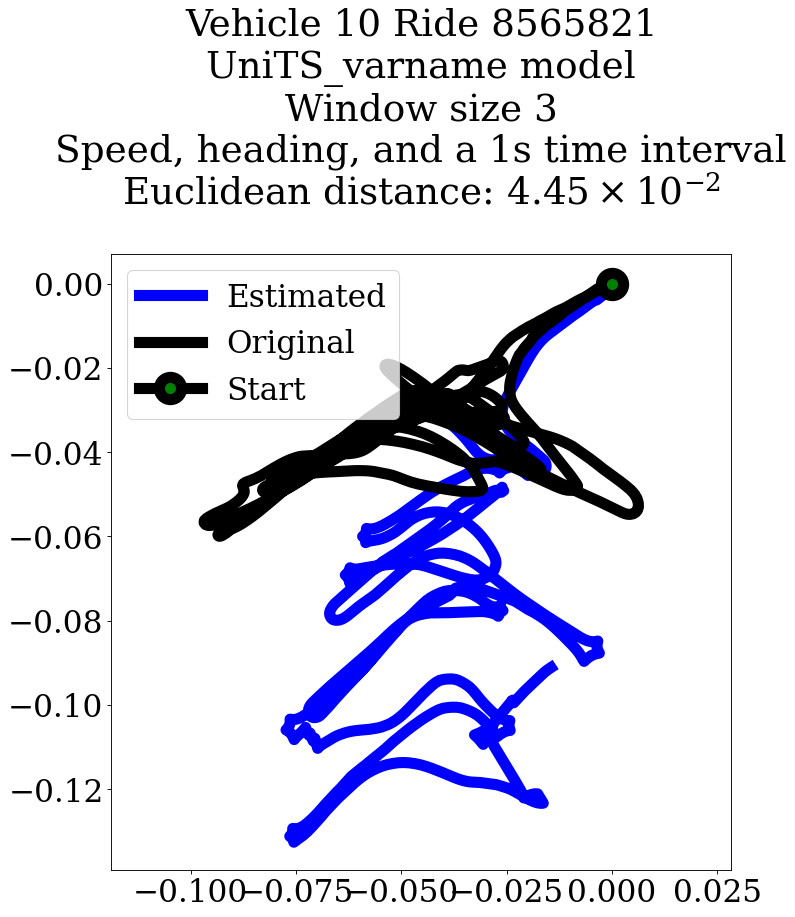 Vehicle 10 Ride 8565821
UniTS_varname model
Window size 3
Speed, heading, and a 1s time interval
Euclidean distance: 4.45 × 10⁻²
Estimated
Original
Start
0.00
−0.02
−0.04
−0.06
−0.08
−0.10
−0.12
−0.100 −0.075 −0.050 −0.025 0.000 0.025